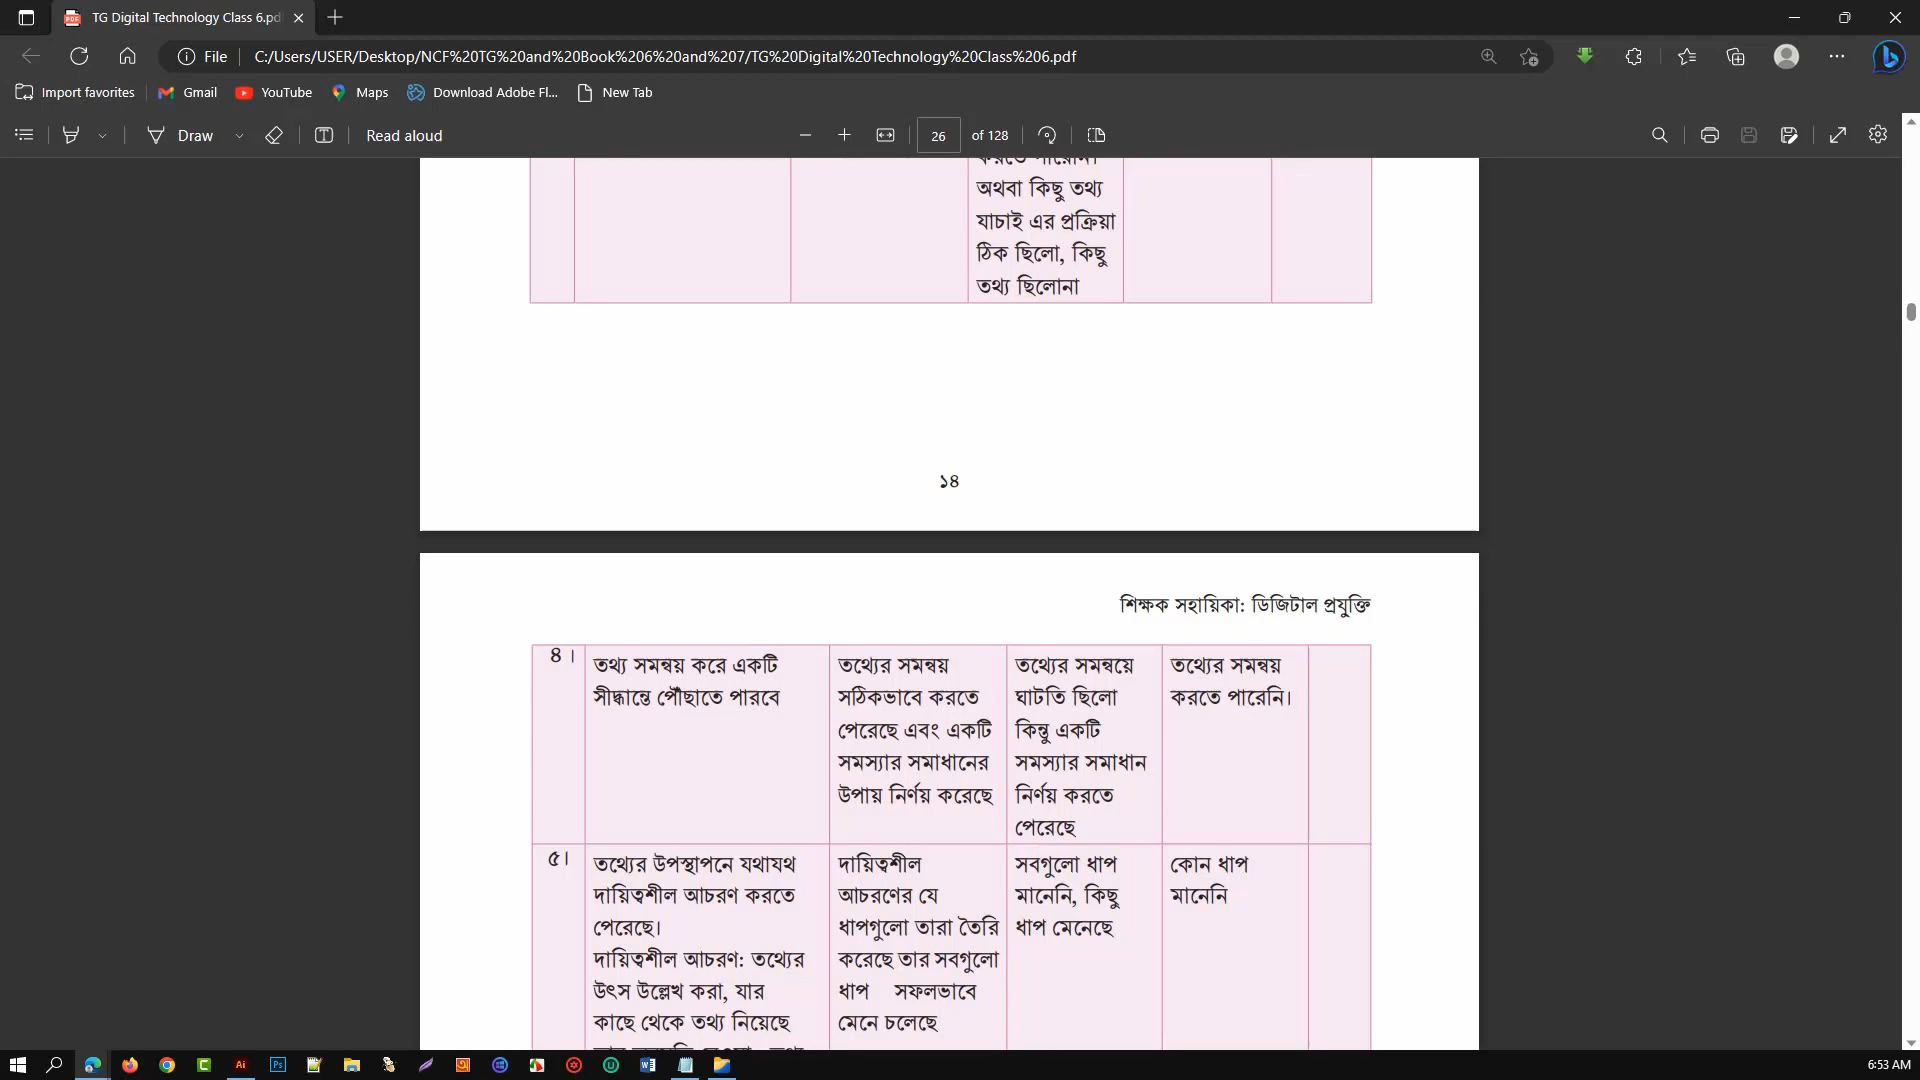 TG Digital Technology Class 6.pd
File C:/Users/USER/Desktop/NCF%20TG%20and%20Book%206%20and%207/TG%20Digital%20Technology%20Class%206.pdf
Import favorites Gmail YouTube Maps Download Adobe Fl... New Tab
Draw Read aloud 26 of 128
করতে পারেনি।
অথবা কিছু তথ্য
যাচাই এর প্রক্রিয়া
ঠিক ছিলো, কিছু
তথ্য ছিলোনা
১৪
শিক্ষক সহায়িকা: ডিজিটাল প্রযুক্তি
৪।
তথ্য সমন্বয় করে একটি
সীদ্ধান্তে পৌঁছাতে পারবে
তথ্যের সমন্বয়
সঠিকভাবে করতে
পেরেছে এবং একটি
সমস্যার সমাধানের
উপায় নির্ণয় করেছে
তথ্যের সমন্বয়ে
ঘাটতি ছিলো
কিন্তু একটি
সমস্যার সমাধান
নির্ণয় করতে
পেরেছে
তথ্যের সমন্বয়
করতে পারেনি।
৫।
তথ্যের উপস্থাপনে যথাযথ
দায়িত্বশীল আচরণ করতে
পেরেছে।
দায়িত্বশীল আচরণ: তথ্যের
উৎস উল্লেখ করা, যার
কাছে থেকে তথ্য নিয়েছে
দায়িত্বশীল
আচরণের যে
ধাপগুলো তারা তৈরি
করেছে তার সবগুলো
ধাপ সফলভাবে
মেনে চলেছে
সবগুলো ধাপ
মানেনি, কিছু
ধাপ মেনেছে
কোন ধাপ
মানেনি
6:53 AM